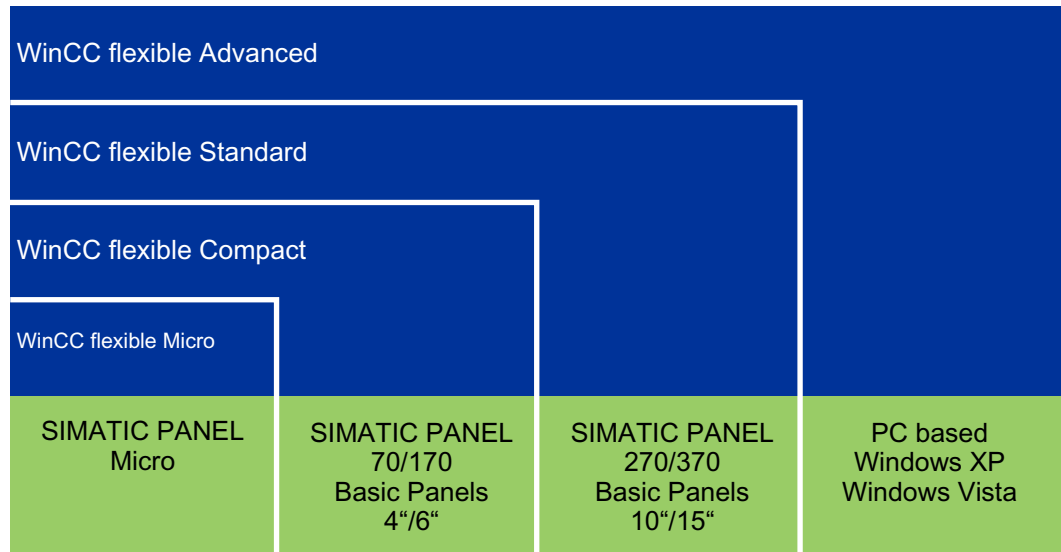 WinCC flexible Advanced
WinCC flexible Standard
WinCC flexible Compact
WinCC flexible Micro
SIMATIC PANEL
Micro
SIMATIC PANEL
70/170
Basic Panels
4“/6“
SIMATIC PANEL
270/370
Basic Panels
10“/15“
PC based
Windows XP
Windows Vista